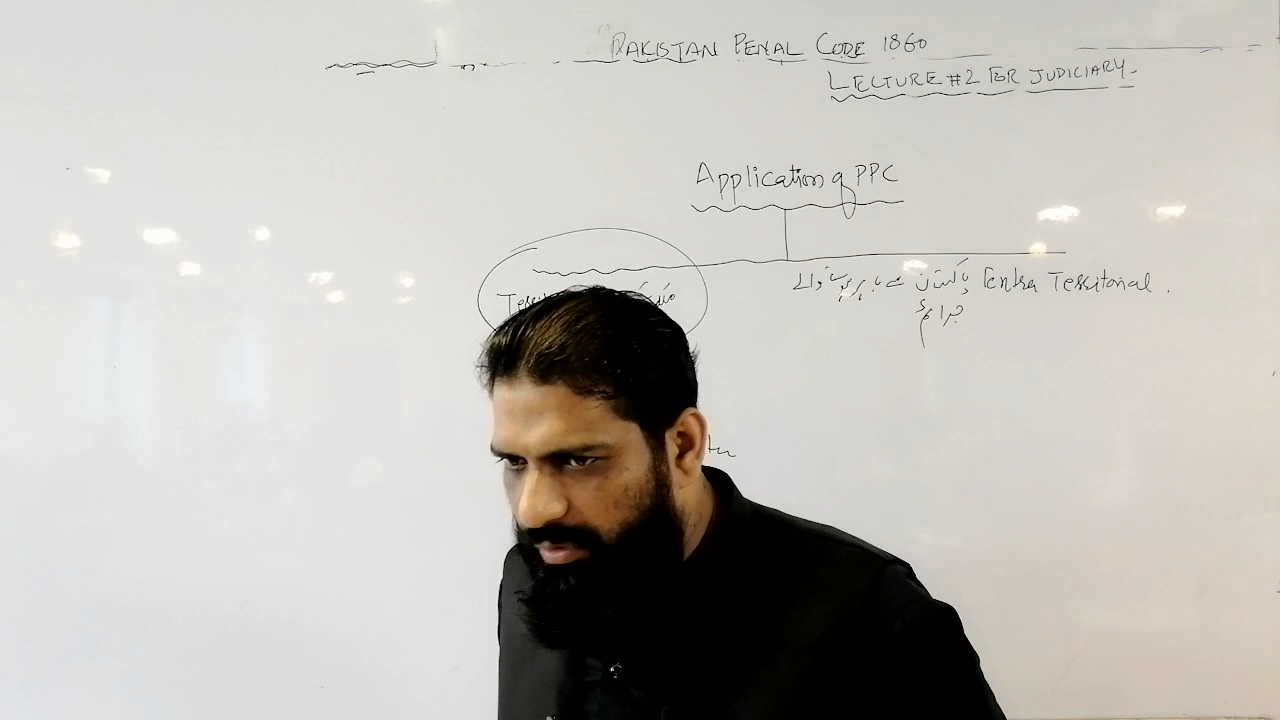 PAKISTAN PENAL CODE 1860
LECTURE #2 FOR JUDICIARY.
Application of PPC
پاکستان سے باہر ہونے والے Extra Territorial.
جرائم